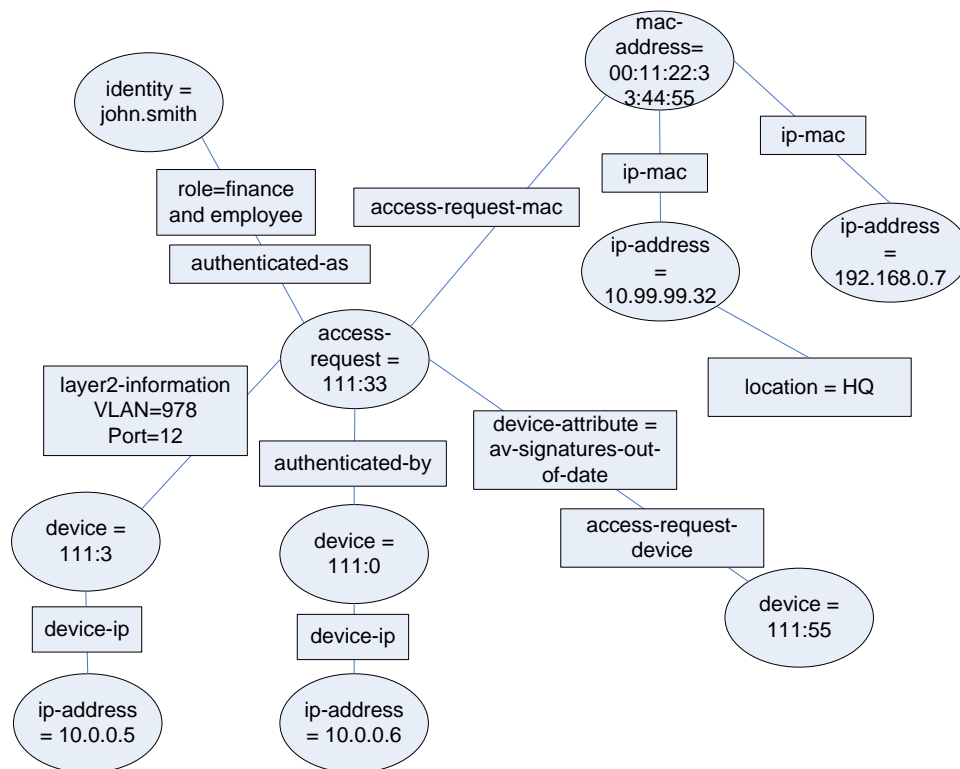 mac-
address=
00:11:22:3
3:44:55
identity =
john.smith
ip-mac
ip-mac
role=finance
and employee
access-request-mac
ip-address
=
10.99.99.32
ip-address
=
192.168.0.7
authenticated-as
access-
request =
111:33
layer2-information
VLAN=978
Port=12
location = HQ
device-attribute =
av-signatures-out-
of-date
authenticated-by
device =
111:3
device =
111:0
access-request-
device
device =
111:55
device-ip
device-ip
ip-address
= 10.0.0.5
ip-address
= 10.0.0.6